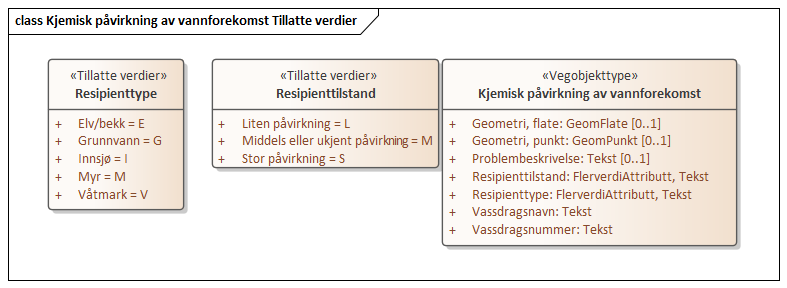 class Kjemisk påvirkning av vannforekomst Tillatte verdier
«Tillatte verdier»
Resipienttype
+ Elv/bekk = E
+ Grunnvann = G
+ Innsjø = I
+ Myr = M
+ Våtmark = V
«Tillatte verdier»
Resipienttilstand
+ Liten påvirkning = L
+ Middels eller ukjent påvirkning = M
+ Stor påvirkning = S
«Vegobjekttype»
Kjemisk påvirkning av vannforekomst
+ Geometri, flate: GeomFlate [0..1]
+ Geometri, punkt: GeomPunkt [0..1]
+ Problembeskrivelse: Tekst [0..1]
+ Resipienttilstand: FlerverdiAttributt, Tekst
+ Resipienttype: FlerverdiAttributt, Tekst
+ Vassdragsnavn: Tekst
+ Vassdragsnummer: Tekst